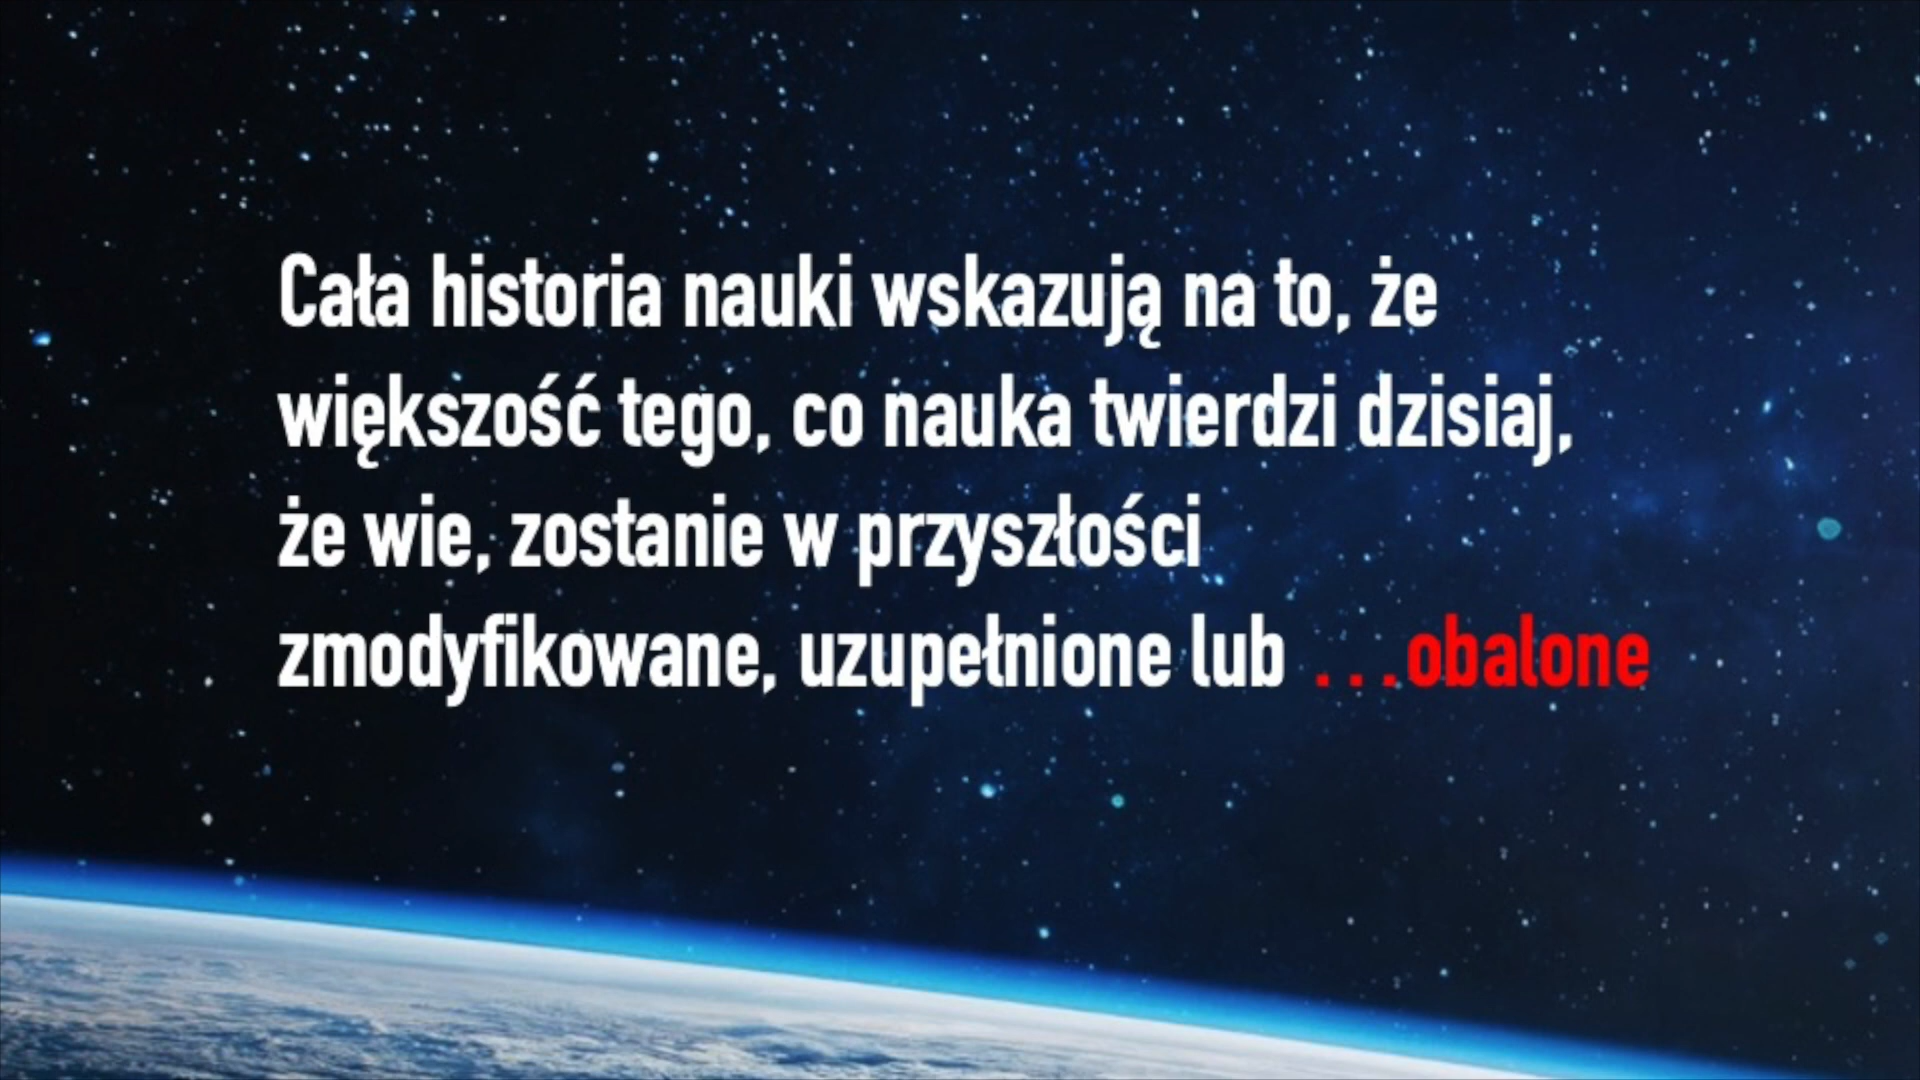 Cała historia nauki wskazują na to, że
większość tego, co nauka twierdzi dzisiaj,
że wie, zostanie w przyszłości
zmodyfikowane, uzupełnione lub ...obalone